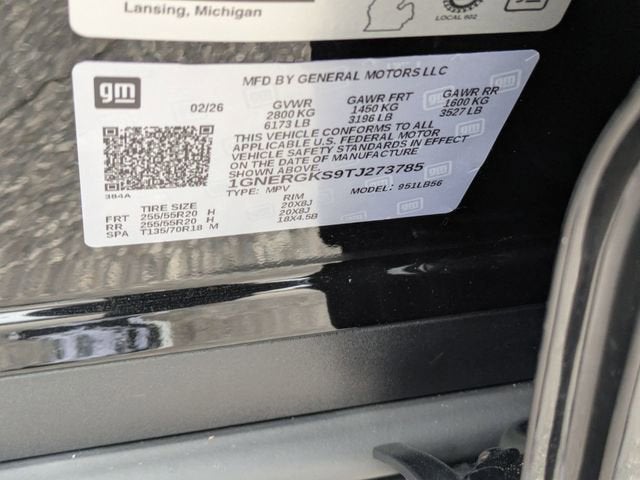 Lansing, Michigan
LOCAL 602
gm
MFD BY GENERAL MOTORS LLC
02/26 GVWR GAWR FRT GAWR RR
2800 KG 1450 KG 1600 KG
6173 LB 3196 LB 3527 LB
THIS VEHICLE CONFORMS TO ALL
APPLICABLE U.S. FEDERAL MOTOR
VEHICLE SAFETY STANDARDS IN EFFECT
ON THE DATE OF MANUFACTURE
1GNERGKS9TJ273785
TYPE: MPV MODEL: 951LB56
384A
TIRE SIZE RIM
FRT 255/55R20 H 20X8J
RR 255/55R20 H 20X8J
SPA T135/70R18 M 18X4.5B
gm
gm
gm